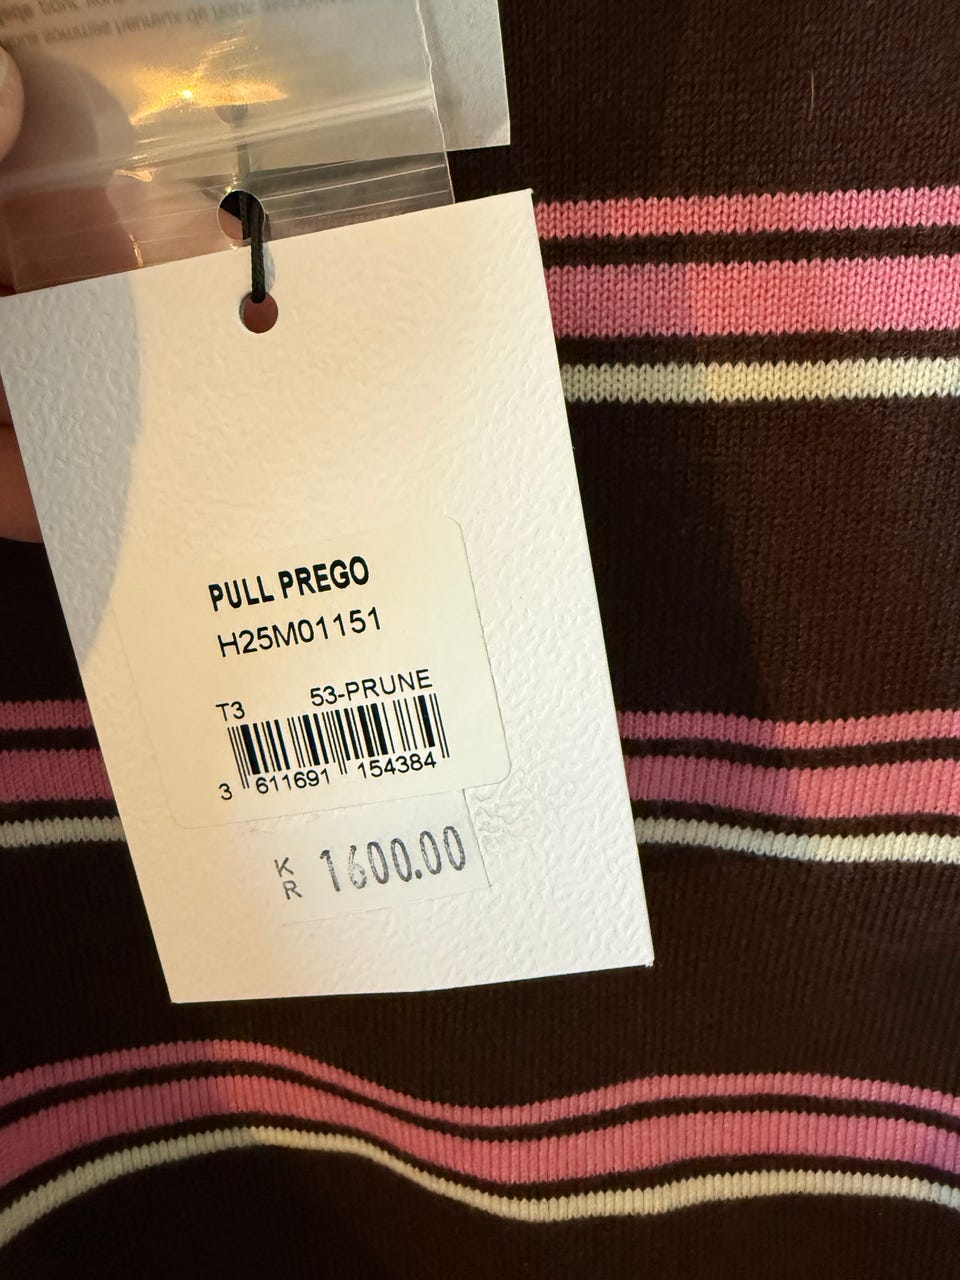 PULL PREGO
H25M01151
T3 53-PRUNE
3 611691 154384
KR 1600.00